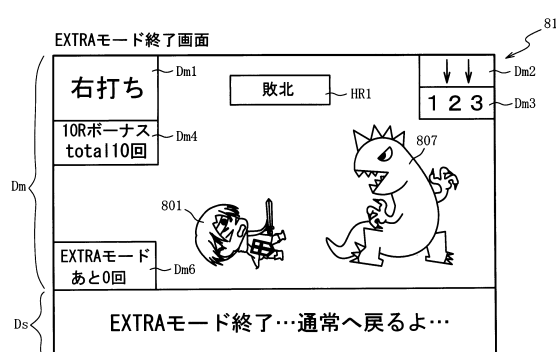 81
EXTRAモード終了画面
右打ち
Dm1
敗北
HR1
↓ ↓
Dm2
1 2 3
Dm3
10Rボーナス
total10回
Dm4
807
Dm
801
EXTRAモード
あと0回
Dm6
Ds
EXTRAモード終了…通常へ戻るよ…